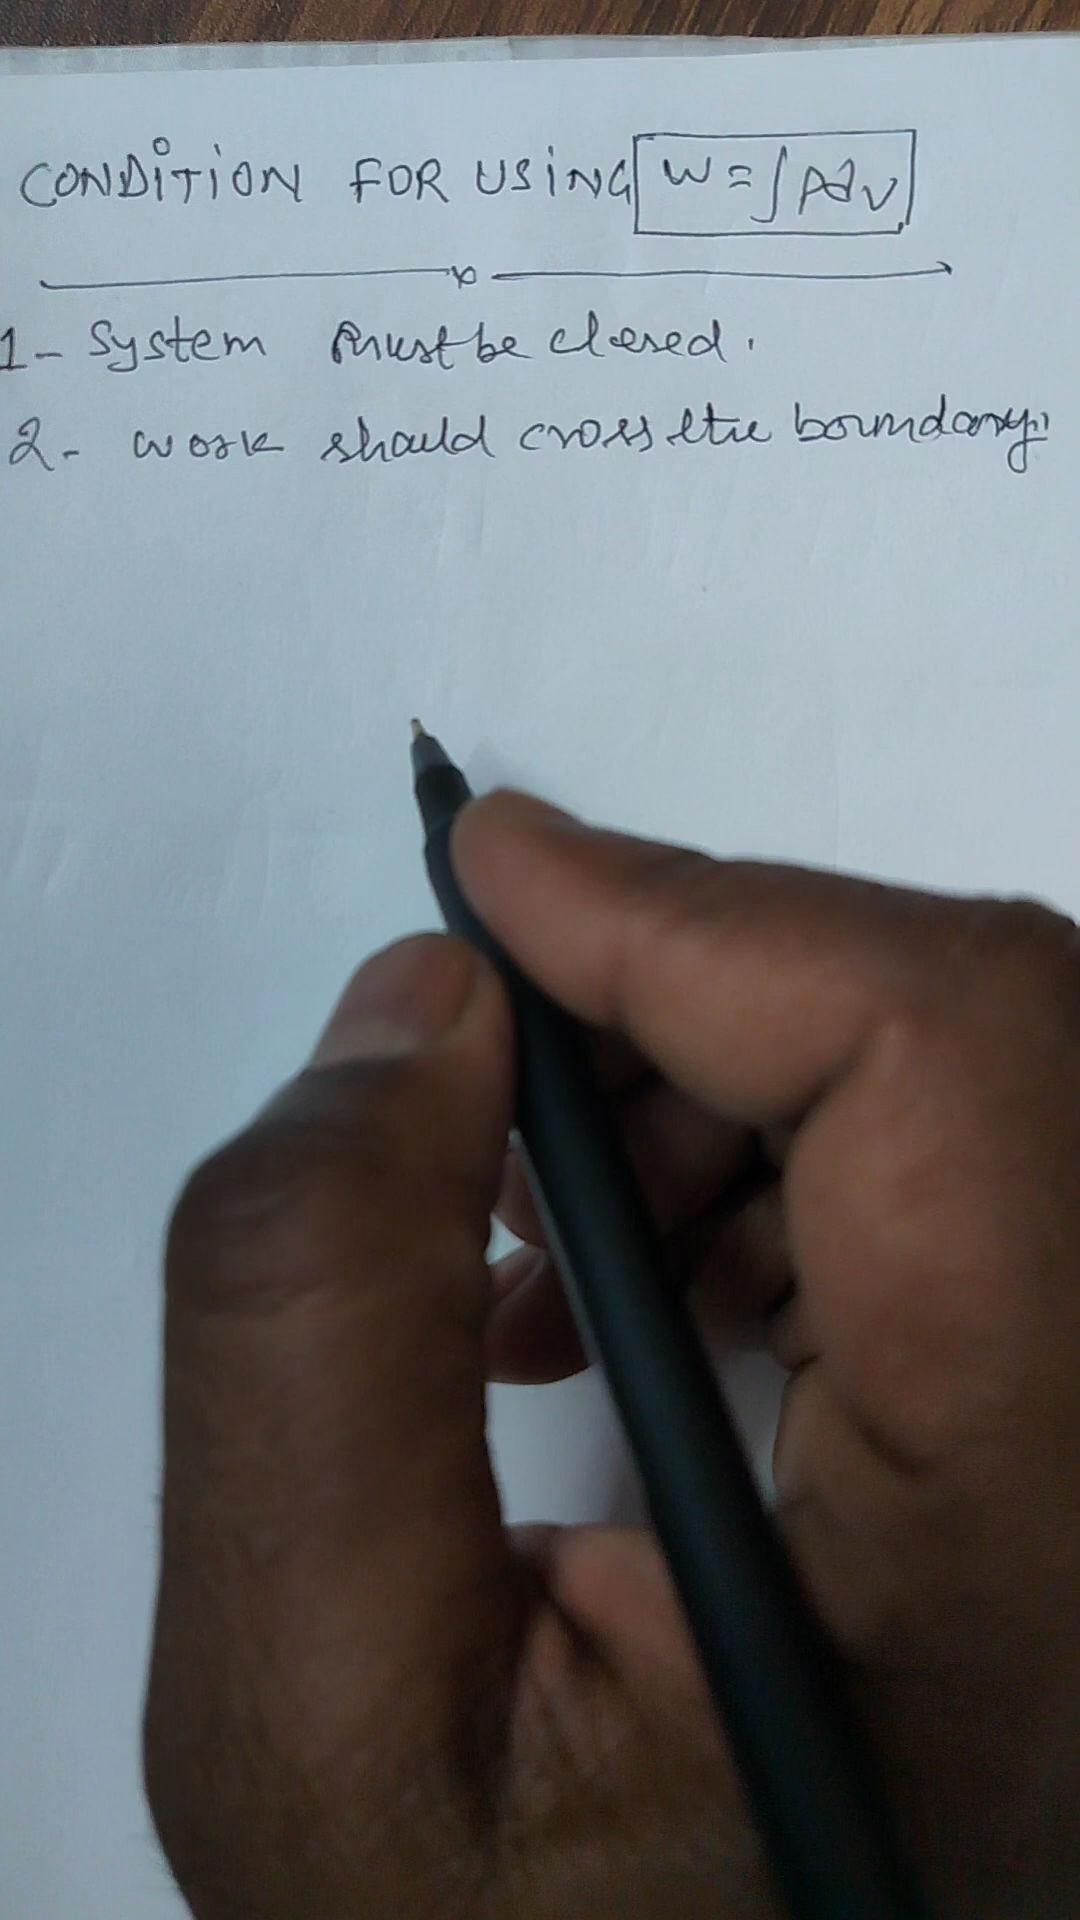 CONDITION FOR USING W = ∫PdV
1- System must be closed.
2- work should cross the boundary.